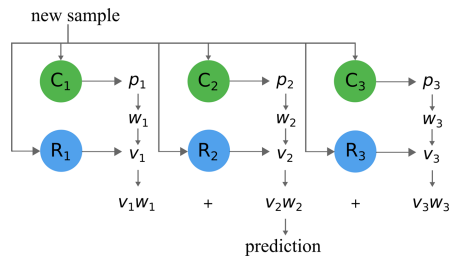 new sample
C1 p1 C2 p2 C3 p3
w1 w2 w3
R1 v1 R2 v2 R3 v3
v1w1 + v2w2 + v3w3
prediction